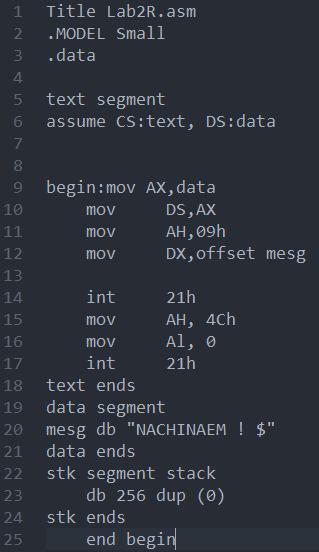 1 Title Lab2R.asm
2 .MODEL Small
3 .data
4
5 text segment
6 assume CS:text, DS:data
7
8
9 begin:mov AX,data
10 mov DS,AX
11 mov AH,09h
12 mov DX,offset mesg
13
14 int 21h
15 mov AH, 4Ch
16 mov Al, 0
17 int 21h
18 text ends
19 data segment
20 mesg db "NACHINAEM ! $"
21 data ends
22 stk segment stack
23 db 256 dup (0)
24 stk ends
25 end begin